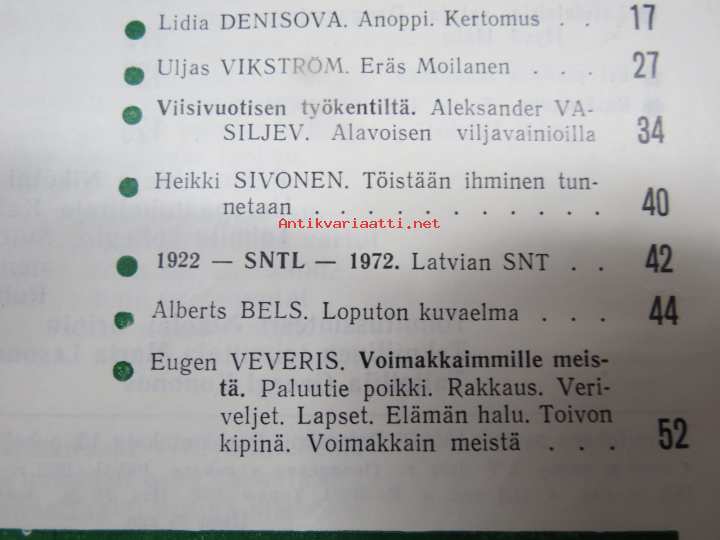 Lidia DENISOVA. Anoppi. Kertomus . . 17
Uljas VIKSTRÖM. Eräs Moilanen . . . 27
Viisivuotisen työkentiltä. Aleksander VA-
SILJEV. Alavoisen viljavainioilla 34
Heikki SIVONEN. Töistään ihminen tun-
netaan . . . . . . . . . . . 40
Antikvariaatti.net
1922 — SNTL — 1972. Latvian SNT . . 42
Alberts BELS. Loputon kuvaelma . . . 44
Eugen VEVERIS. Voimakkaimmille meis-
tä. Paluutie poikki. Rakkaus. Veri-
veljet. Lapset. Elämän halu. Toivon
kipinä. Voimakkain meistä . . . 52